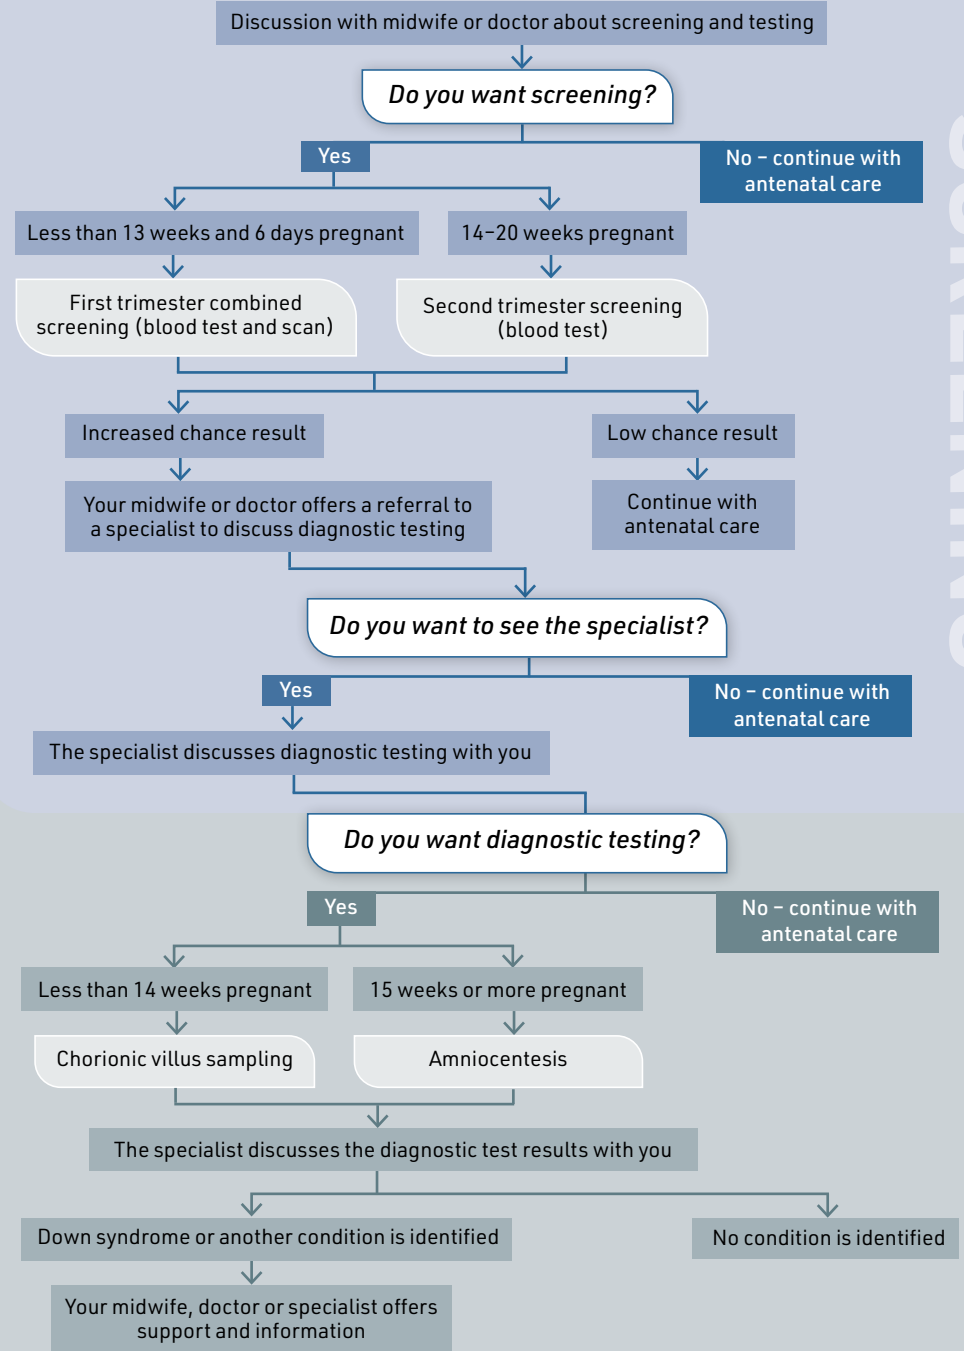 Discussion with midwife or doctor about screening and testing
Do you want screening?
Yes
No – continue with
antenatal care
Less than 13 weeks and 6 days pregnant
14–20 weeks pregnant
First trimester combined
screening (blood test and scan)
Second trimester screening
(blood test)
Increased chance result
Low chance result
Your midwife or doctor offers a referral to
a specialist to discuss diagnostic testing
Continue with
antenatal care
Do you want to see the specialist?
Yes
No – continue with
antenatal care
The specialist discusses diagnostic testing with you
Do you want diagnostic testing?
Yes
No – continue with
antenatal care
Less than 14 weeks pregnant
15 weeks or more pregnant
Chorionic villus sampling
Amniocentesis
The specialist discusses the diagnostic test results with you
Down syndrome or another condition is identified
No condition is identified
Your midwife, doctor or specialist offers
support and information